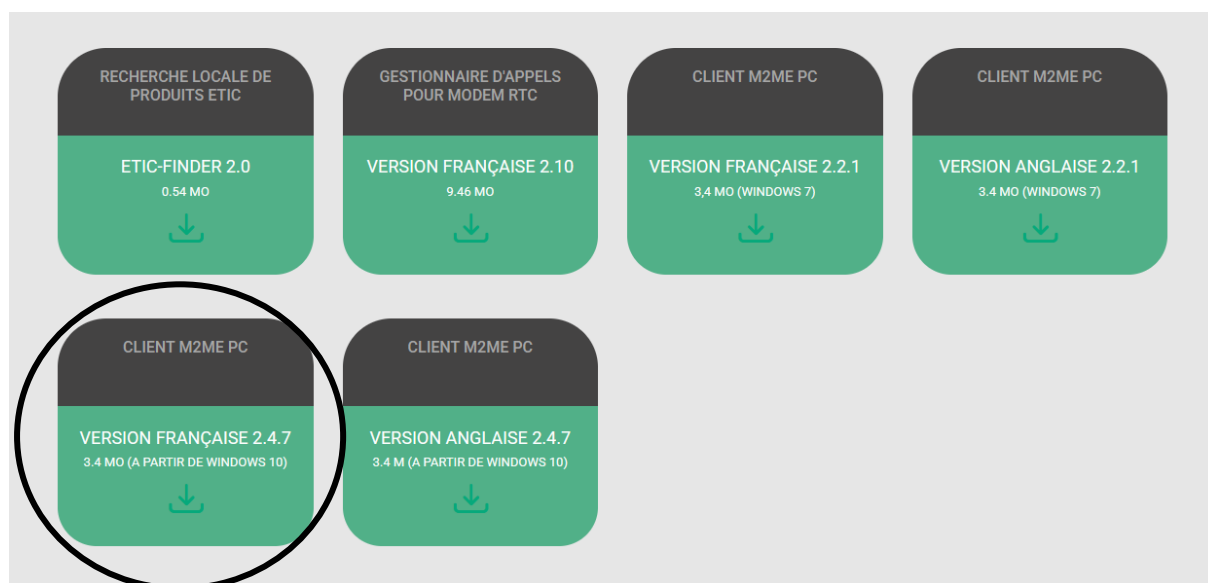 RECHERCHE LOCALE DE
PRODUITS ETIC
ETIC-FINDER 2.0
0.54 MO
GESTIONNAIRE D'APPELS
POUR MODEM RTC
VERSION FRANÇAISE 2.10
9.46 MO
CLIENT M2ME PC
VERSION FRANÇAISE 2.2.1
3,4 MO (WINDOWS 7)
CLIENT M2ME PC
VERSION ANGLAISE 2.2.1
3.4 MO (WINDOWS 7)
CLIENT M2ME PC
VERSION FRANÇAISE 2.4.7
3.4 MO (A PARTIR DE WINDOWS 10)
CLIENT M2ME PC
VERSION ANGLAISE 2.4.7
3.4 M (A PARTIR DE WINDOWS 10)